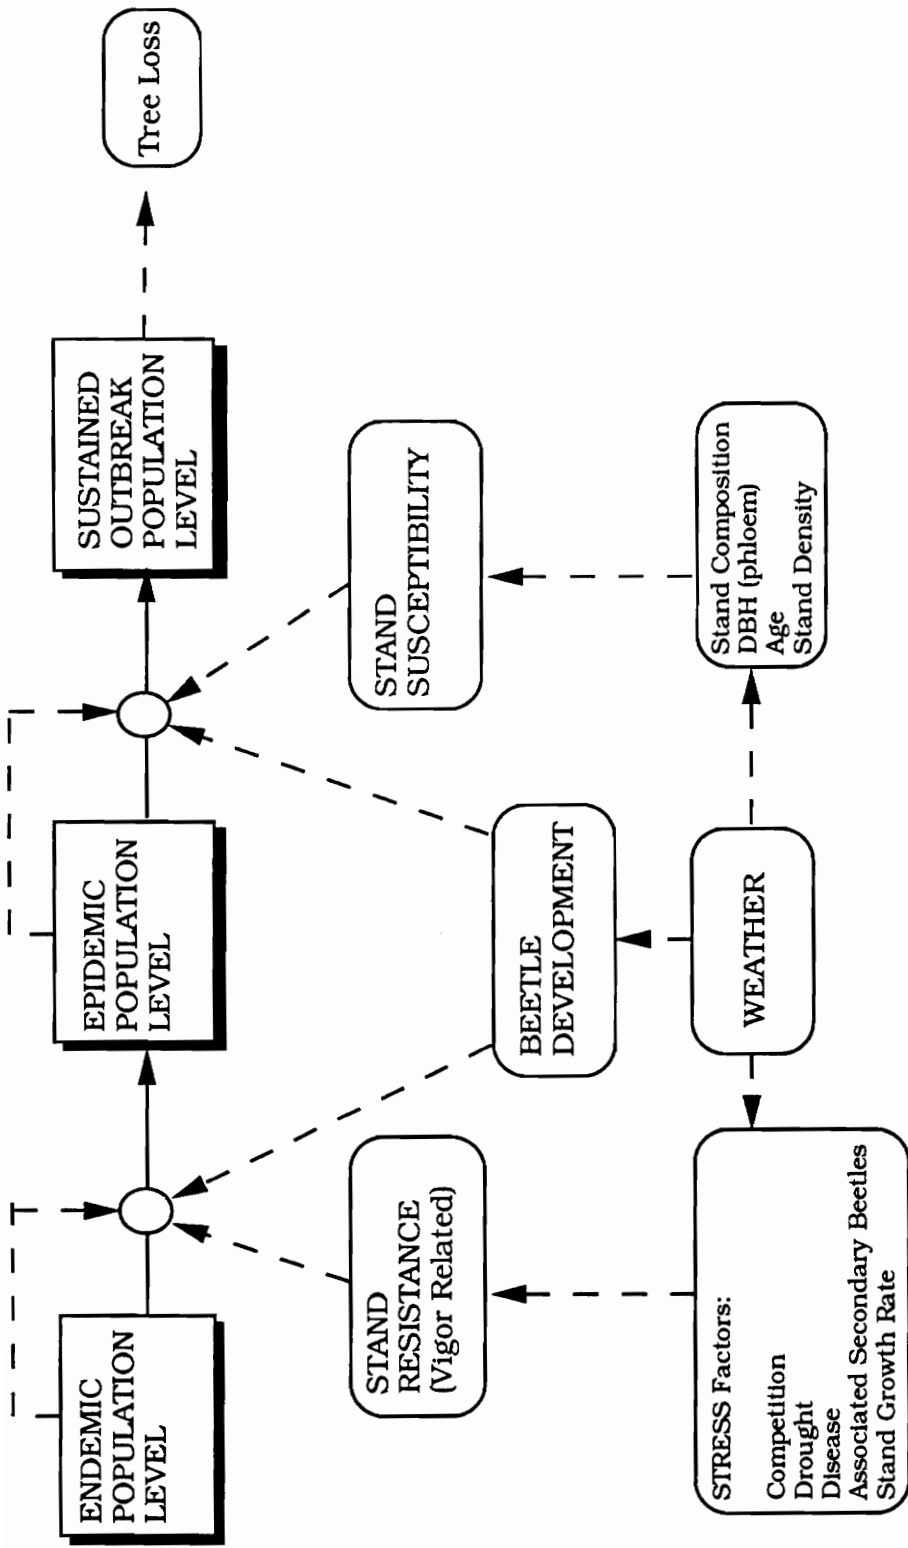 ENDEMIC
POPULATION
LEVEL
EPIDEMIC
POPULATION
LEVEL
SUSTAINED
OUTBREAK
POPULATION
LEVEL
Tree Loss
STAND
RESISTANCE
(Vigor Related)
STAND
SUSCEPTIBILITY
BEETLE
DEVELOPMENT
STRESS Factors:
Competition
Drought
Disease
Associated Secondary Beetles
Stand Growth Rate
WEATHER
Stand Composition
DBH (phloem)
Age
Stand Density